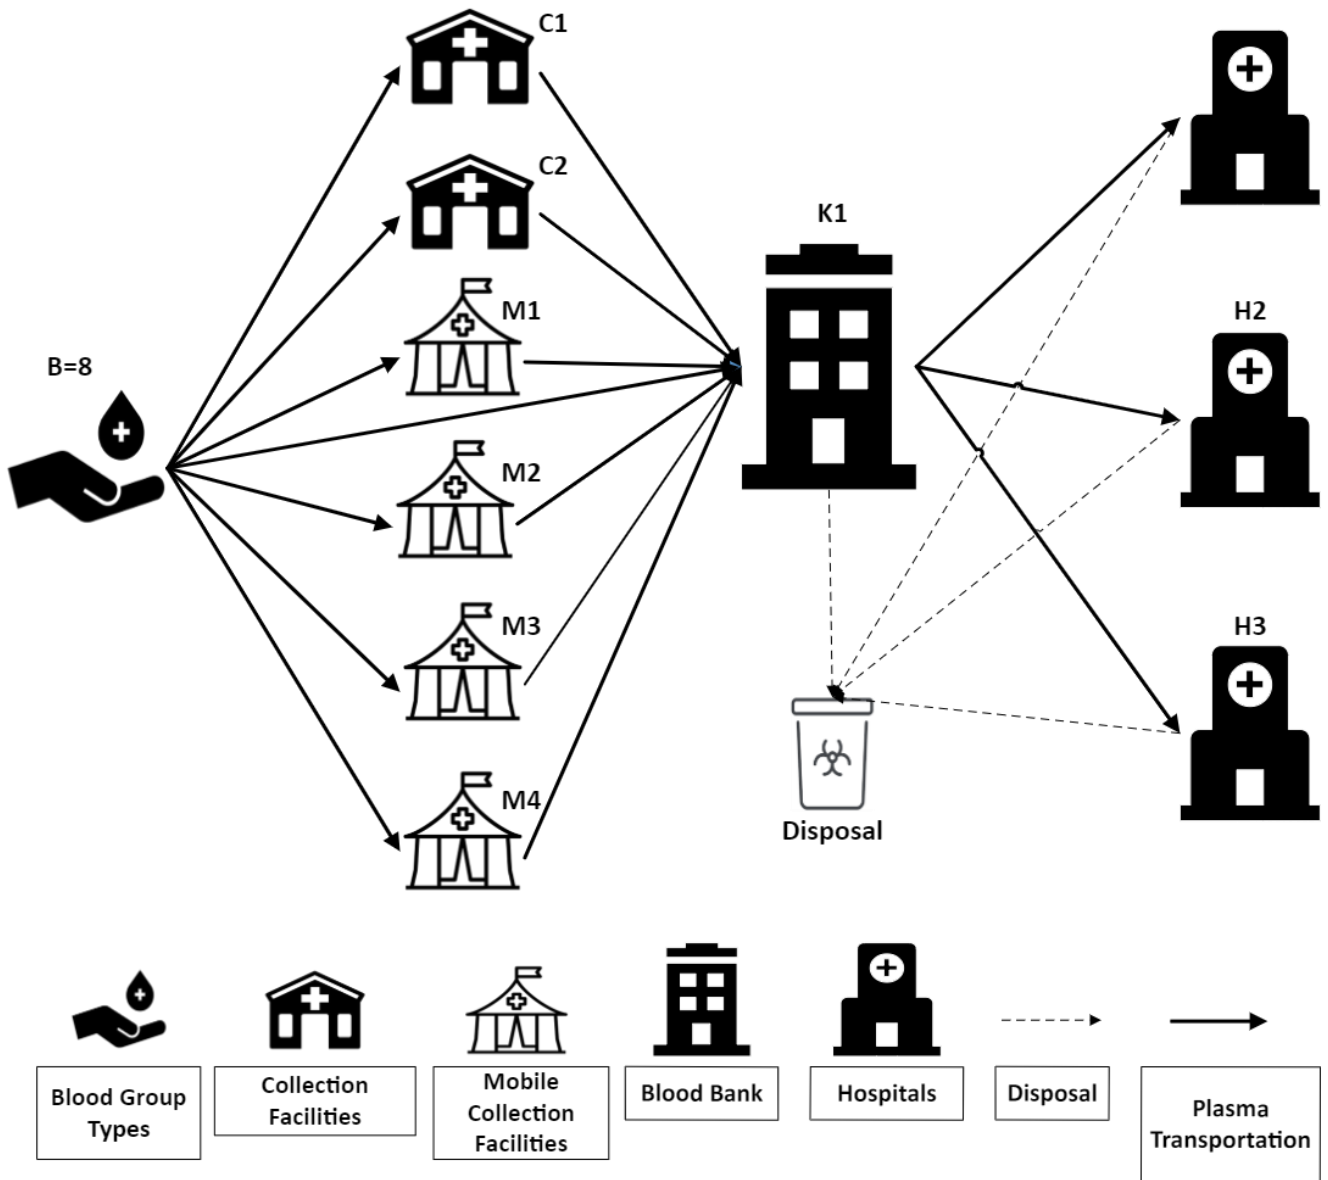 C1
C2
K1
M1
H2
B=8
M2
M3
H3
M4
Disposal
Blood Group
Types
Collection
Facilities
Mobile
Collection
Facilities
Blood Bank
Hospitals
Disposal
Plasma
Transportation